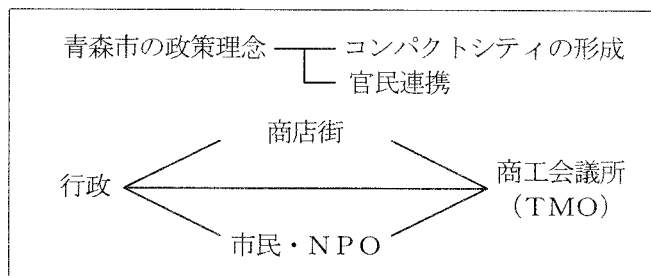 青森市の政策理念 コンパクトシティの形成
官民連携
商店街
行政
商工会議所
（ＴＭＯ）
市民・ＮＰＯ